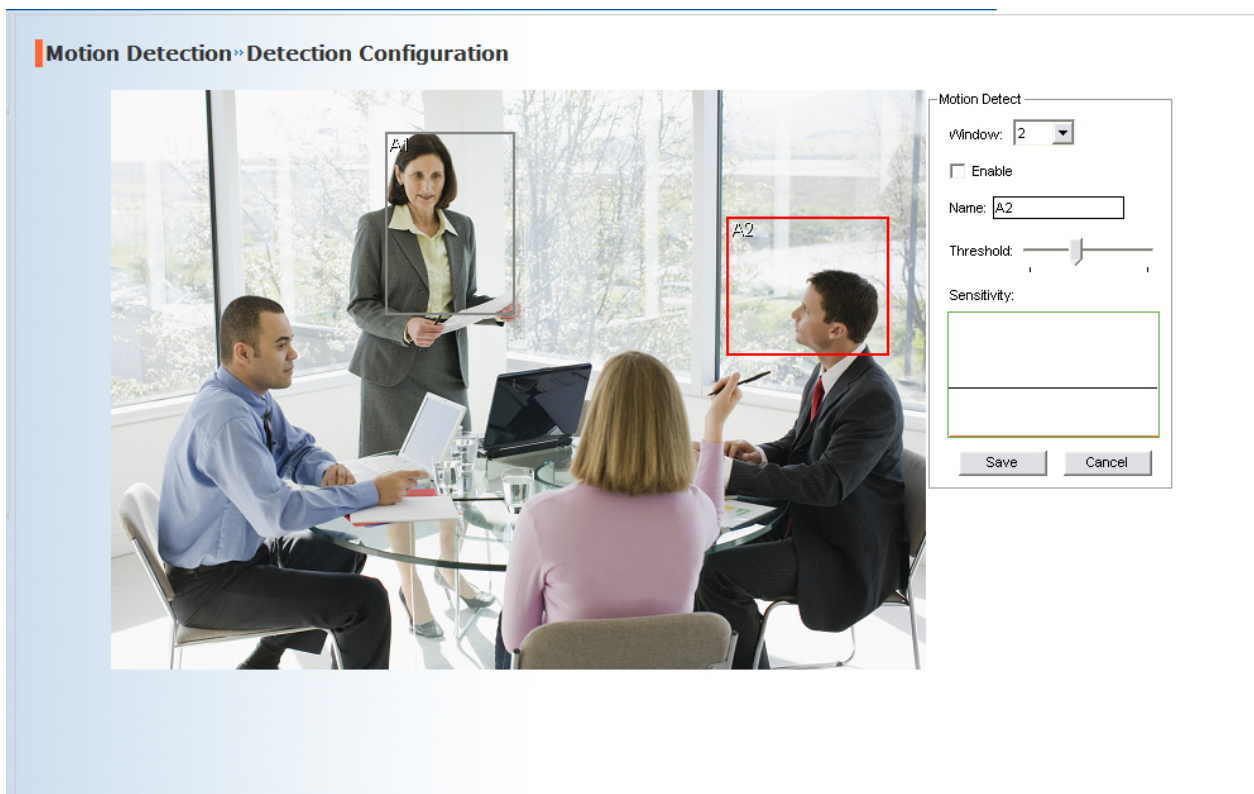 Motion Detection»Detection Configuration
A1
A2
Motion Detect
Window: 2
Enable
Name: A2
Threshold:
Sensitivity:
Save Cancel